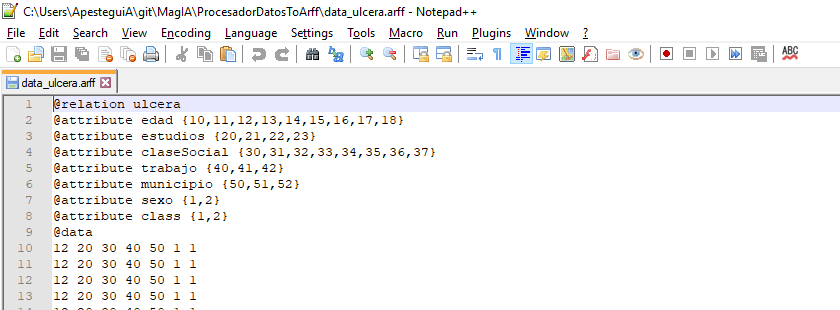 C:\Users\ApesteguiA\git\MagIA\ProcesadorDatosToArff\data_ulcera.arff - Notepad++
File Edit Search View Encoding Language Settings Tools Macro Run Plugins Window ?
ABC
data_ulcera.arff
1 @relation ulcera
2 @attribute edad {10,11,12,13,14,15,16,17,18}
3 @attribute estudios {20,21,22,23}
4 @attribute claseSocial {30,31,32,33,34,35,36,37}
5 @attribute trabajo {40,41,42}
6 @attribute municipio {50,51,52}
7 @attribute sexo {1,2}
8 @attribute class {1,2}
9 @data
10 12 20 30 40 50 1 1
11 12 20 30 40 50 1 1
12 12 20 30 40 50 1 1
13 12 20 30 40 50 1 1